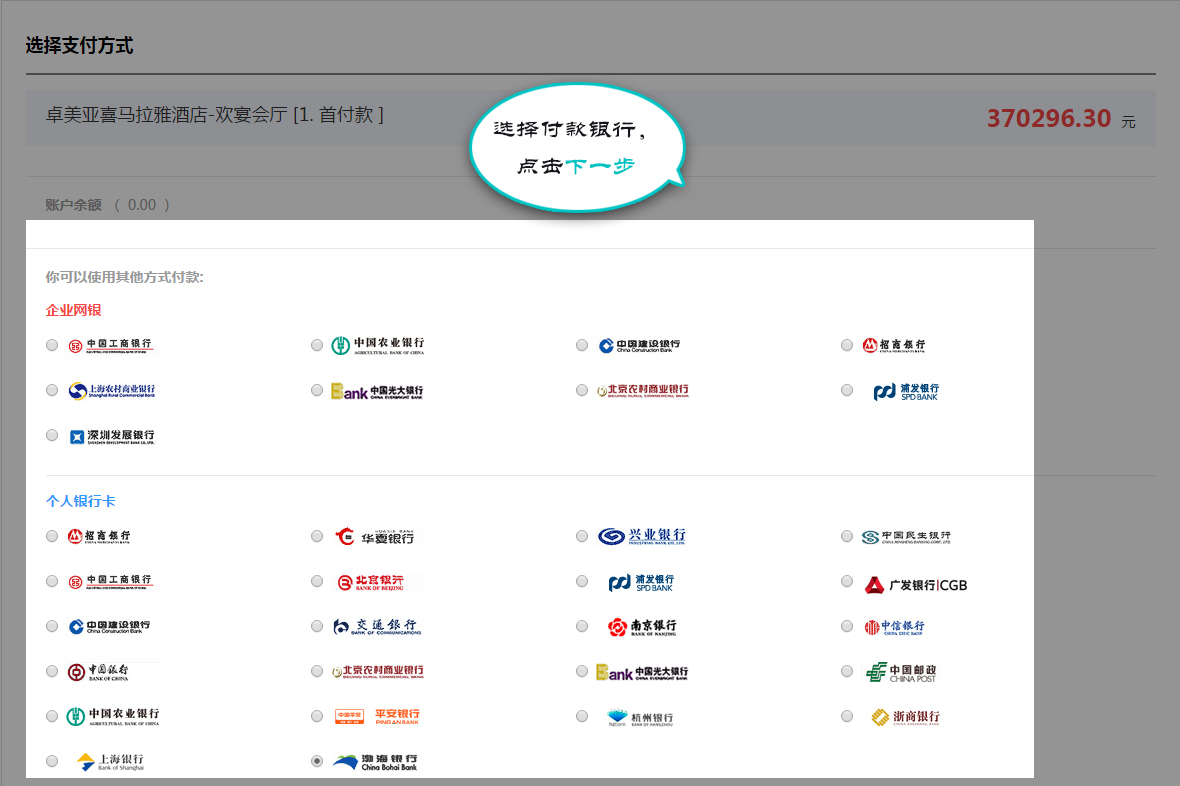 选择支付方式
卓美亚喜马拉雅酒店-欢宴会厅 [1. 首付款 ]
370296.30 元
选择付款银行，
点击下一步
账户余额 （ 0.00 ）
你可以使用其他方式付款:
企业网银
中国工商银行 中国农业银行 AGRICULTURAL BANK OF CHINA 中国建设银行 China Construction Bank 招商银行 CHINA MERCHANTS BANK
上海农村商业银行 Shanghai Rural Commercial Bank Bank 中国光大银行 CHINA EVERBRIGHT BANK 北京农村商业银行 BEIJING RURAL COMMERCIAL BANK 浦发银行 SPD BANK
深圳发展银行 SHENZHEN DEVELOPMENT BANK CO.,LTD.
个人银行卡
招商银行 CHINA MERCHANTS BANK 华夏银行 HUAXIA BANK 兴业银行 INDUSTRIAL BANK CO.,LTD. 中国民生银行 CHINA MINSHENG BANKING CORP., LTD.
中国工商银行 北京银行 BANK OF BEIJING 浦发银行 SPD BANK 广发银行|CGB
中国建设银行 China Construction Bank 交通银行 BANK OF COMMUNICATIONS 南京银行 BANK OF NANJING 中信银行 CHINA CITIC BANK
中国银行 BANK OF CHINA 北京农村商业银行 BEIJING RURAL COMMERCIAL BANK Bank 中国光大银行 CHINA EVERBRIGHT BANK 中国邮政 CHINA POST
中国农业银行 AGRICULTURAL BANK OF CHINA 中国平安 平安银行 PINGAN BANK 杭州银行 BANK OF HANGZHOU 浙商银行 CHINA ZHESHANG BANK
上海银行 Bank of Shanghai 渤海银行 China Bohai Bank